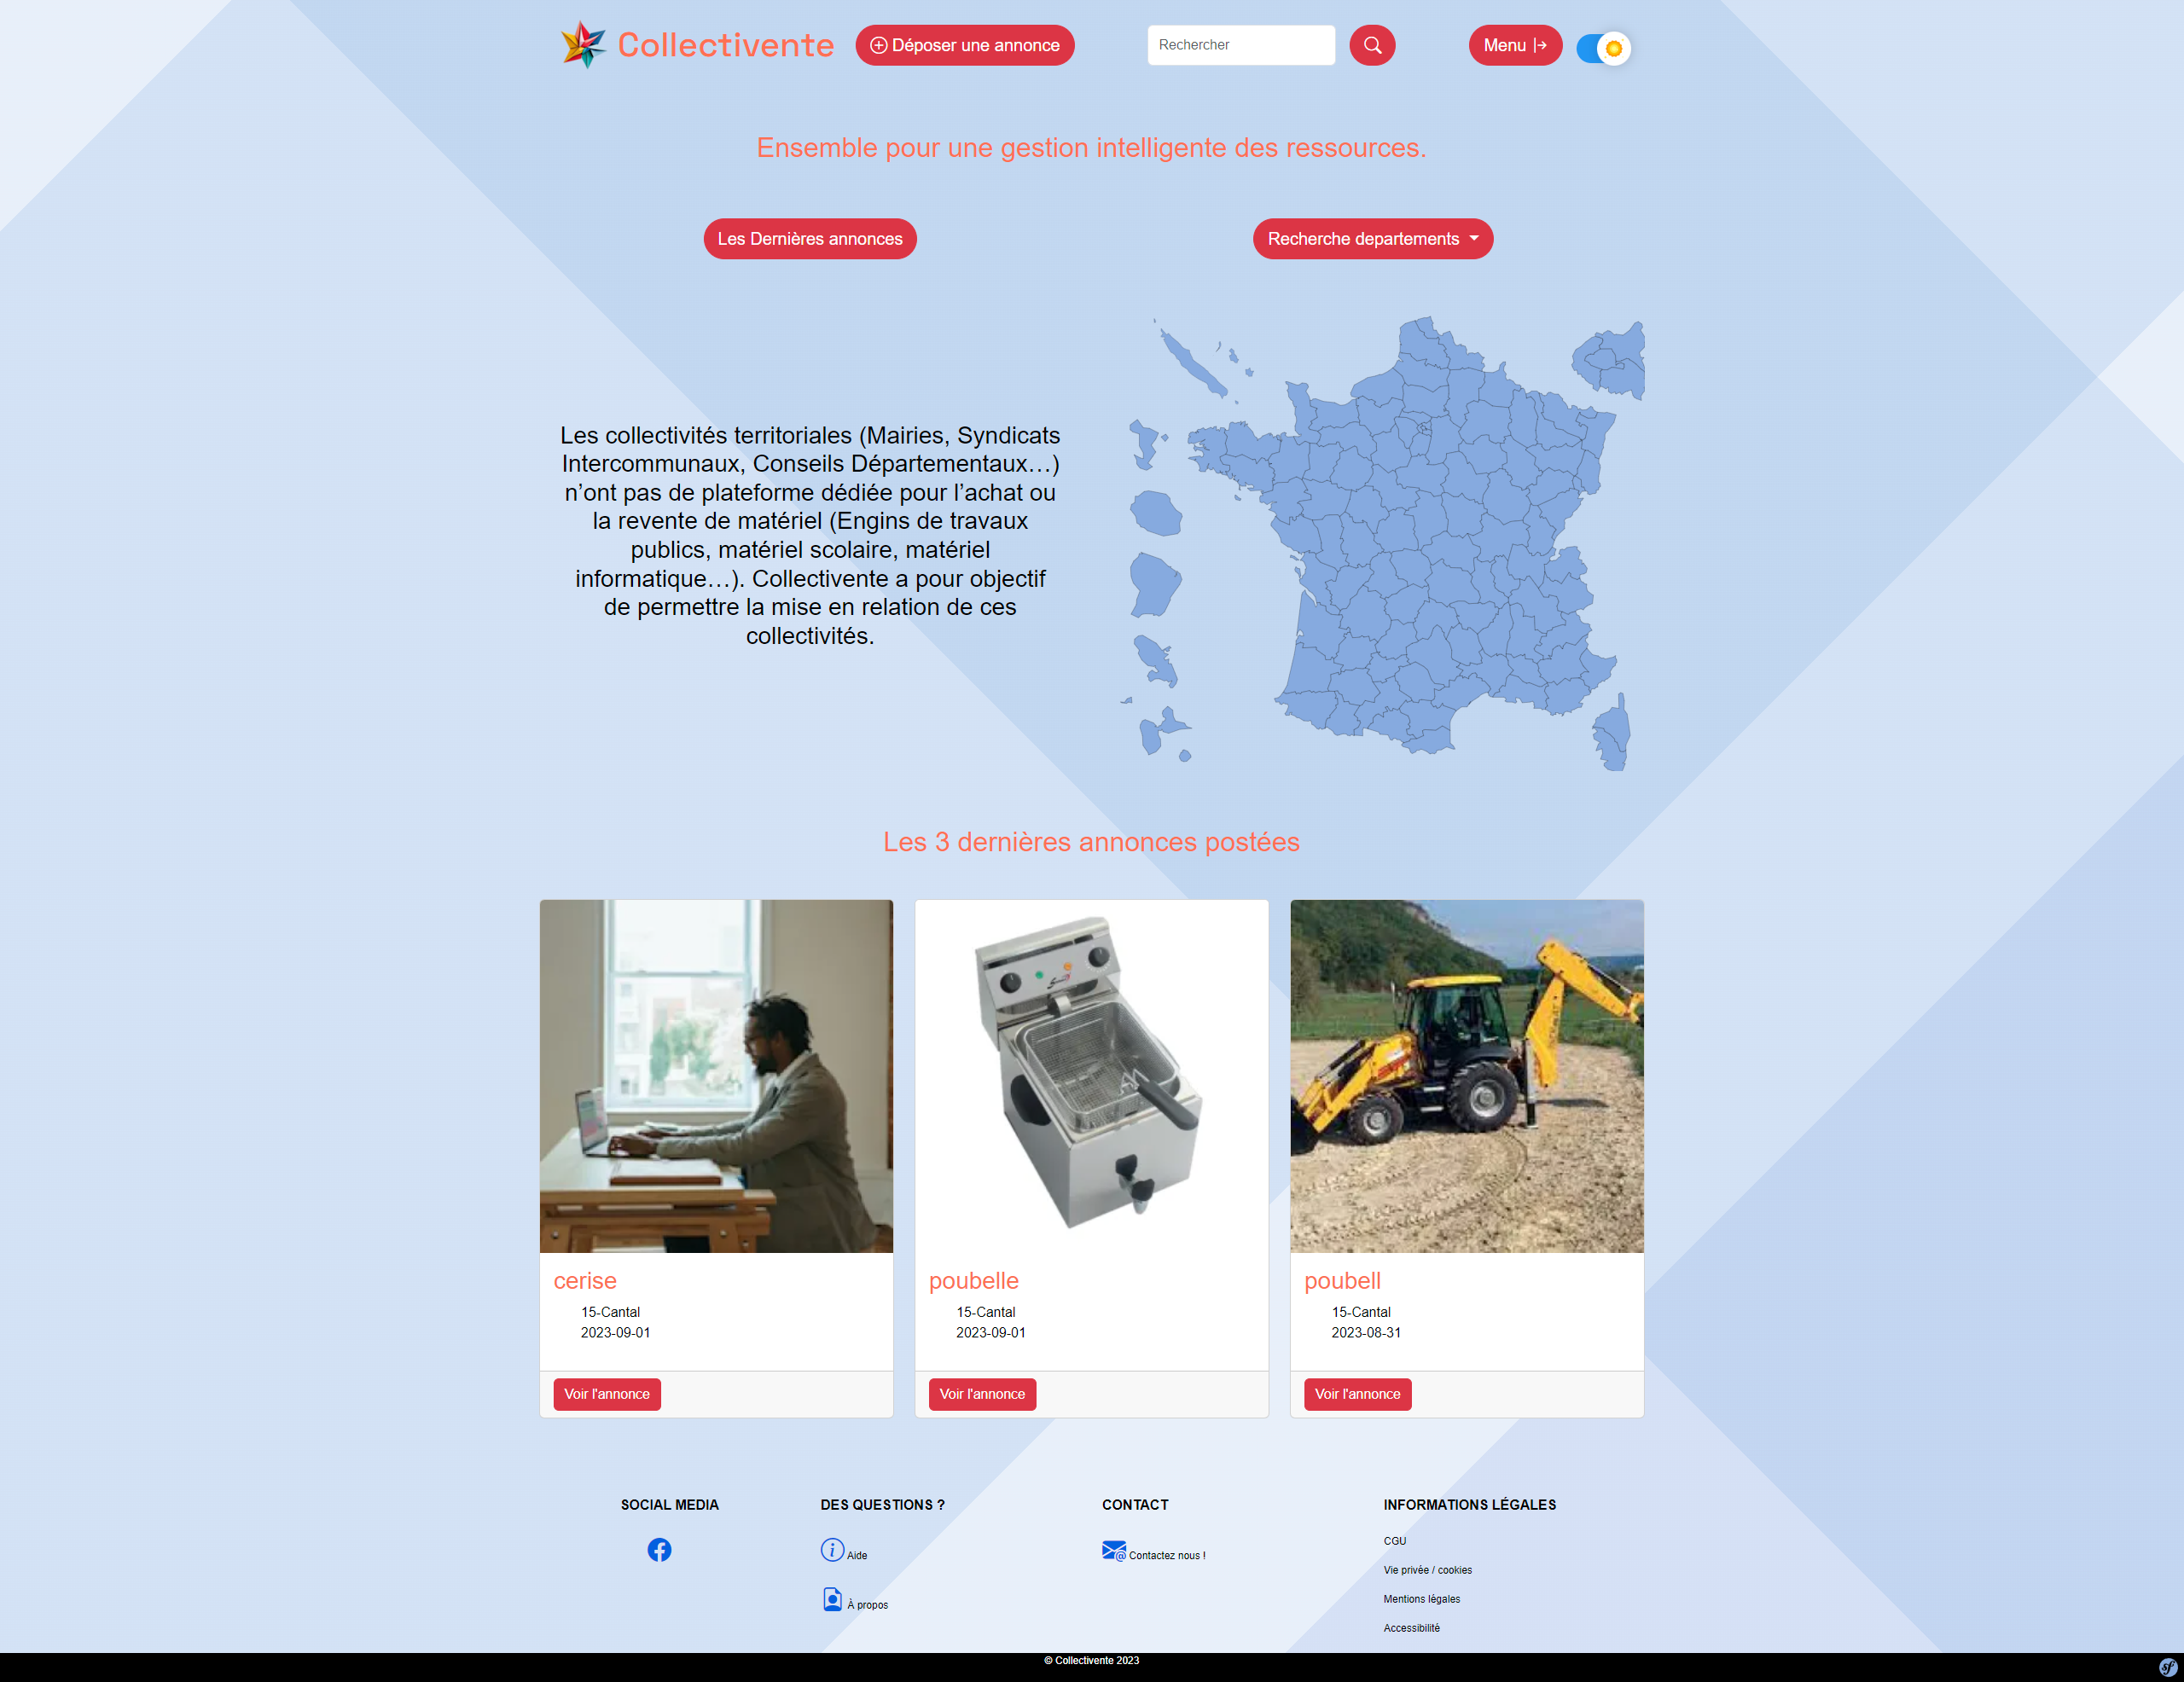 Collectivente
Déposer une annonce
Rechercher
Menu
Ensemble pour une gestion intelligente des ressources.
Les Dernières annonces
Recherche departements
Les collectivités territoriales (Mairies, Syndicats
Intercommunaux, Conseils Départementaux…)
n’ont pas de plateforme dédiée pour l’achat ou
la revente de matériel (Engins de travaux
publics, matériel scolaire, matériel
informatique…). Collectivente a pour objectif
de permettre la mise en relation de ces
collectivités.
Les 3 dernières annonces postées
cerise
15-Cantal
2023-09-01
Voir l'annonce
poubelle
15-Cantal
2023-09-01
Voir l'annonce
poubell
15-Cantal
2023-08-31
Voir l'annonce
SOCIAL MEDIA
DES QUESTIONS ?
Aide
À propos
CONTACT
Contactez nous !
INFORMATIONS LÉGALES
CGU
Vie privée / cookies
Mentions légales
Accessibilité
© Collectivente 2023
sf